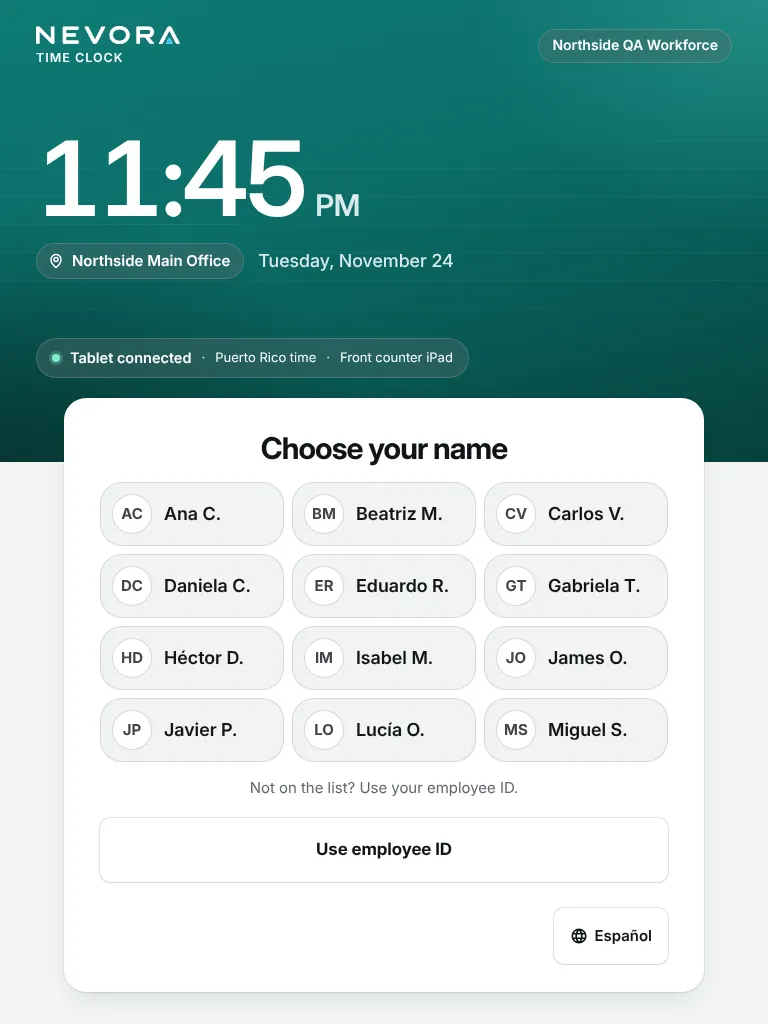 NEVORA
TIME CLOCK
Northside QA Workforce
11:45 PM
Northside Main Office
Tuesday, November 24
Tablet connected · Puerto Rico time · Front counter iPad
Choose your name
AC Ana C.
BM Beatriz M.
CV Carlos V.
DC Daniela C.
ER Eduardo R.
GT Gabriela T.
HD Héctor D.
IM Isabel M.
JO James O.
JP Javier P.
LO Lucía O.
MS Miguel S.
Not on the list? Use your employee ID.
Use employee ID
Español